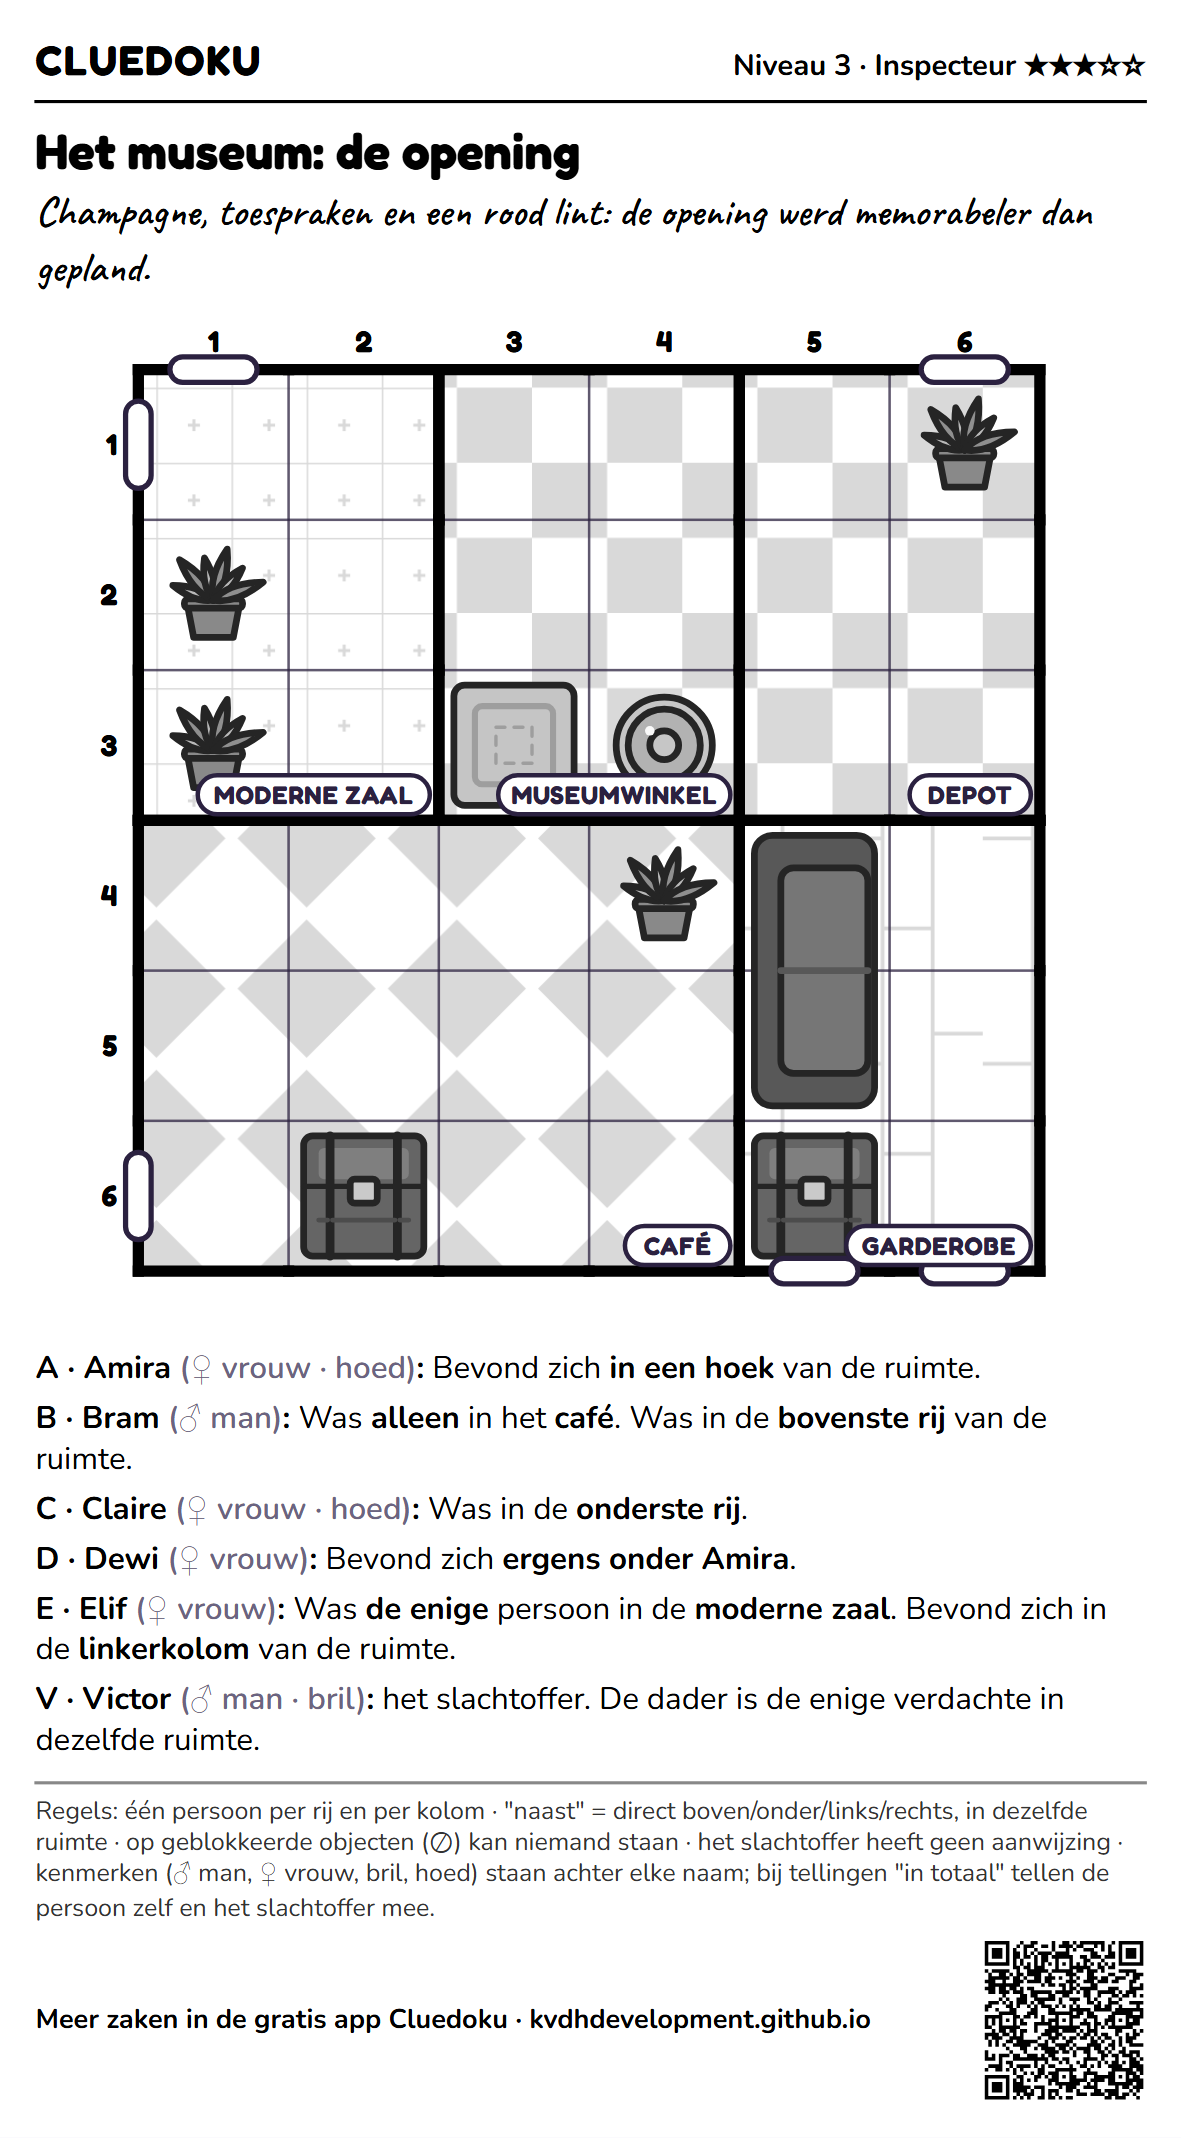 CLUEDOKU
Niveau 3 · Inspecteur ★★★☆☆
Het museum: de opening
Champagne, toespraken en een rood lint: de opening werd memorabeler dan
gepland.
1 2 3 4 5 6
1
2
3
MODERNE ZAAL MUSEUMWINKEL DEPOT
4
5
6
CAFÉ GARDEROBE
A · Amira (♀ vrouw · hoed): Bevond zich in een hoek van de ruimte.
B · Bram (♂ man): Was alleen in het café. Was in de bovenste rij van de
ruimte.
C · Claire (♀ vrouw · hoed): Was in de onderste rij.
D · Dewi (♀ vrouw): Bevond zich ergens onder Amira.
E · Elif (♀ vrouw): Was de enige persoon in de moderne zaal. Bevond zich in
de linkerkolom van de ruimte.
V · Victor (♂ man · bril): het slachtoffer. De dader is de enige verdachte in
dezelfde ruimte.
Regels: één persoon per rij en per kolom · "naast" = direct boven/onder/links/rechts, in dezelfde
ruimte · op geblokkeerde objecten (⊘) kan niemand staan · het slachtoffer heeft geen aanwijzing ·
kenmerken (♂ man, ♀ vrouw, bril, hoed) staan achter elke naam; bij tellingen "in totaal" tellen de
persoon zelf en het slachtoffer mee.
Meer zaken in de gratis app Cluedoku · kvdhdevelopment.github.io